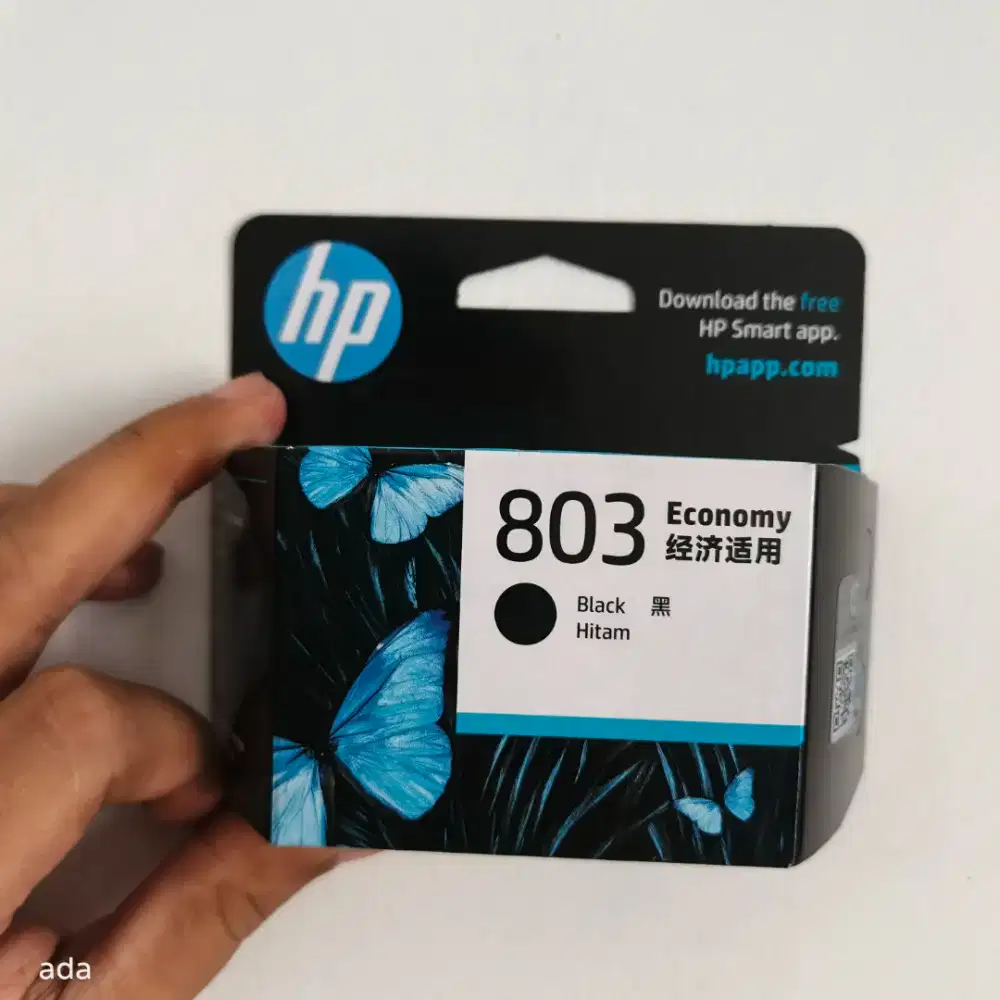 hp
Download the free
HP Smart app.
hpapp.com
803 Economy
经济适用
Black 黑
Hitam
ada